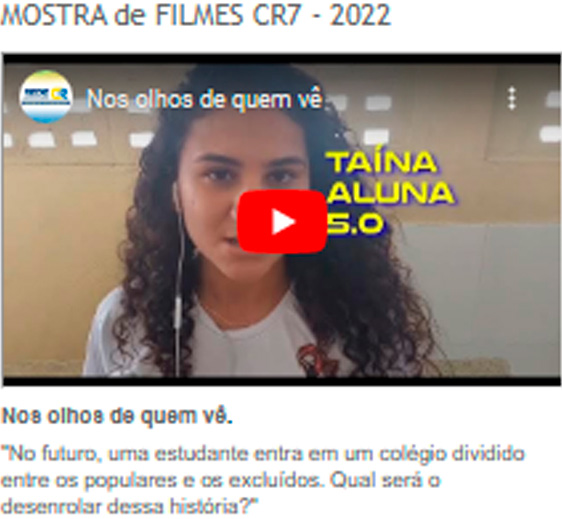 MOSTRA de FILMES CR7 - 2022
Nos olhos de quem vê
TAÍNA
ALUNA
5.0
Nos olhos de quem vê.
"No futuro, uma estudante entra em um colégio dividido
entre os populares e os excluídos. Qual será o
desenrolar dessa história?"